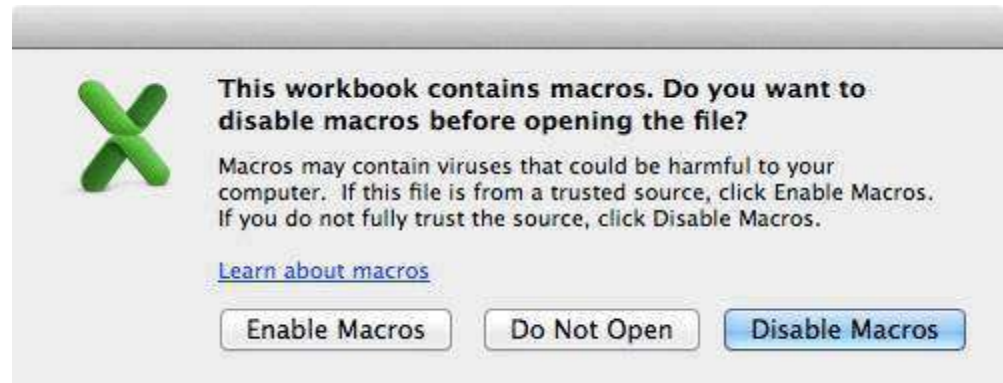 This workbook contains macros. Do you want to
disable macros before opening the file?
Macros may contain viruses that could be harmful to your
computer.  If this file is from a trusted source, click Enable Macros.
If you do not fully trust the source, click Disable Macros.
Learn about macros
Enable Macros Do Not Open Disable Macros